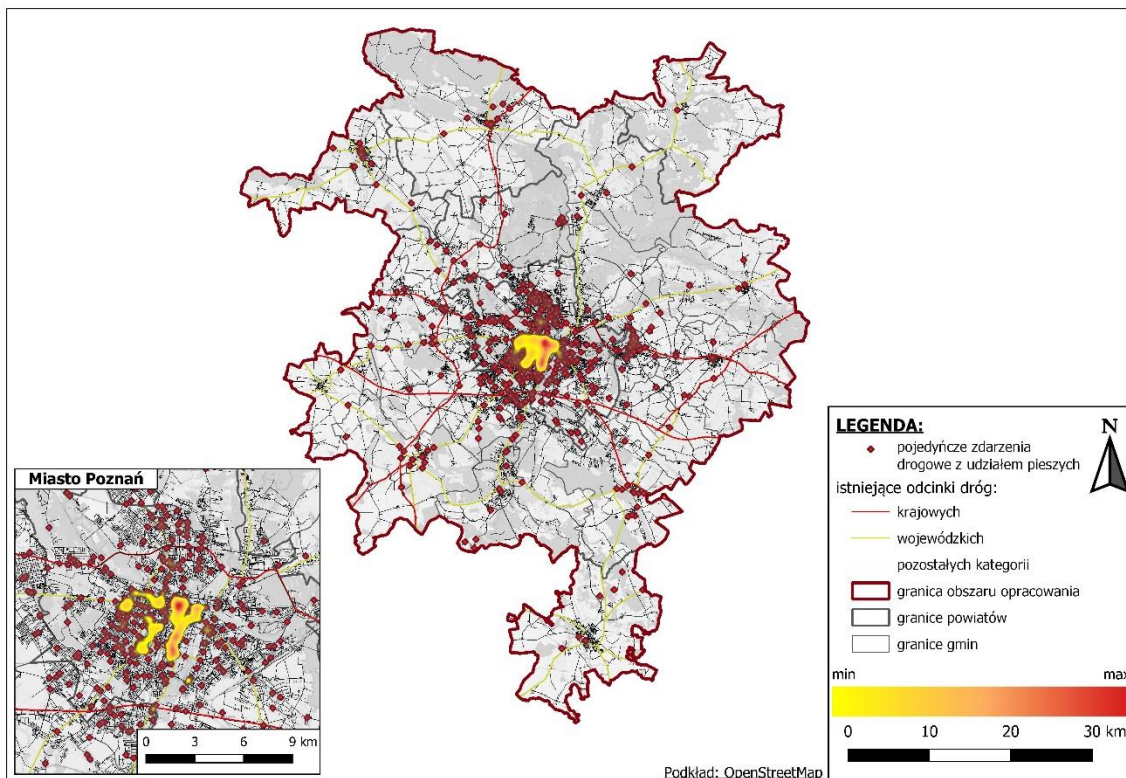 Miasto Poznań
0 3 6 9 km
Podkład: OpenStreetMap
LEGENDA:
N
pojedyńcze zdarzenia
drogowe z udziałem pieszych
istniejące odcinki dróg:
krajowych
wojewódzkich
pozostałych kategorii
granica obszaru opracowania
granice powiatów
granice gmin
min max
0 10 20 30 km